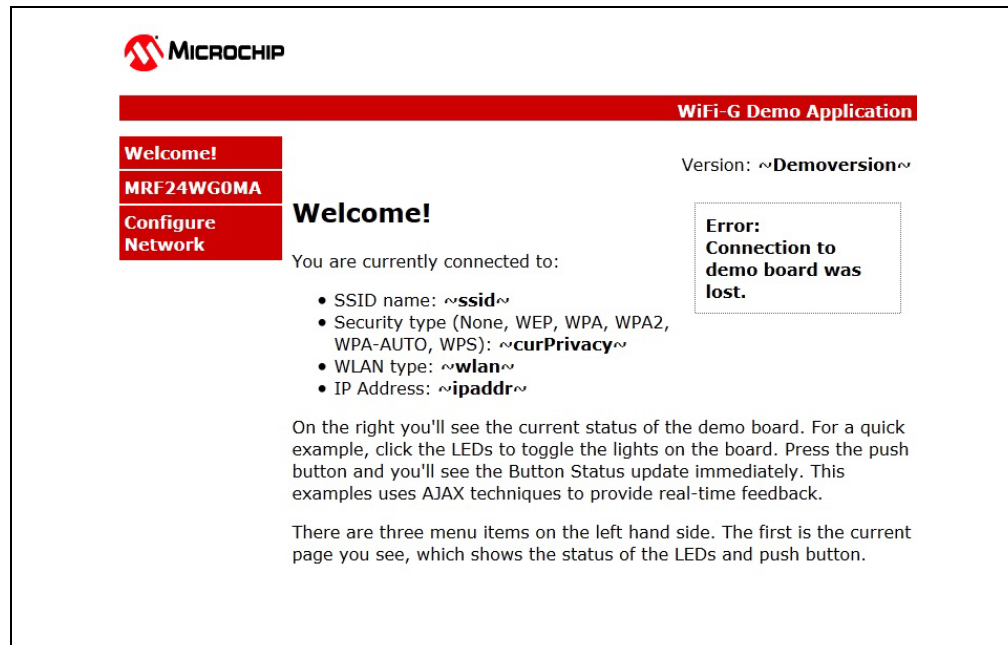 MICROCHIP
WiFi-G Demo Application
Welcome!
MRF24WG0MA
Configure
Network
Version: ~Demoversion~
Welcome!
Error:
Connection to
demo board was
lost.
You are currently connected to:
• SSID name: ~ssid~
• Security type (None, WEP, WPA, WPA2,
WPA-AUTO, WPS): ~curPrivacy~
• WLAN type: ~wlan~
• IP Address: ~ipaddr~
On the right you'll see the current status of the demo board. For a quick
example, click the LEDs to toggle the lights on the board. Press the push
button and you'll see the Button Status update immediately. This
examples uses AJAX techniques to provide real-time feedback.
There are three menu items on the left hand side. The first is the current
page you see, which shows the status of the LEDs and push button.